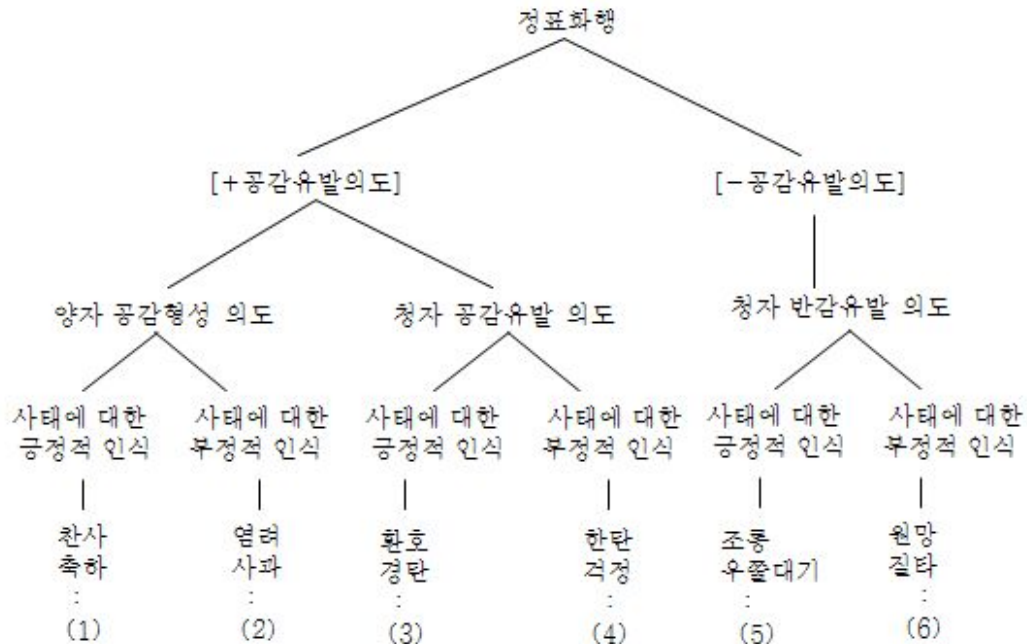 정표화행
[+공감유발의도] [-공감유발의도]
양자 공감형성 의도 청자 공감유발 의도 청자 반감유발 의도
사태에 대한 사태에 대한 사태에 대한 사태에 대한 사태에 대한 사태에 대한
긍정적 인식 부정적 인식 긍정적 인식 부정적 인식 긍정적 인식 부정적 인식
찬사 염려 환호 한탄 조롱 원망
축하 사과 경탄 걱정 우쭐대기 질타
: : : : : :
(1) (2) (3) (4) (5) (6)